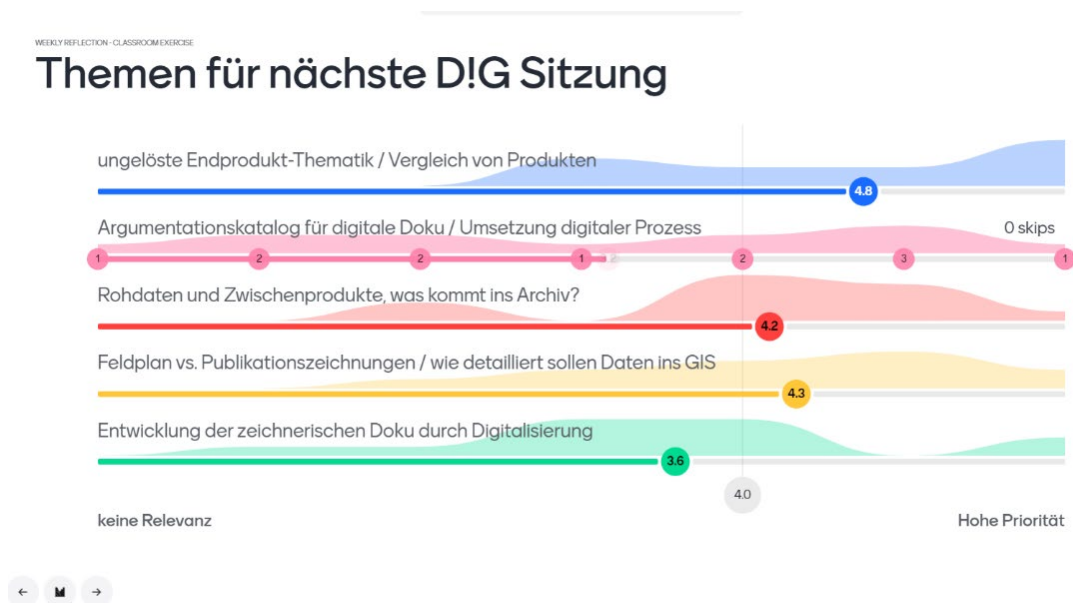 WEEKLY REFLECTION - CLASSROOM EXERCISE
Themen für nächste D!G Sitzung
ungelöste Endprodukt-Thematik / Vergleich von Produkten
4.8
Argumentationskatalog für digitale Doku / Umsetzung digitaler Prozess
0 skips
1 2 2 1 2 3 1
Rohdaten und Zwischenprodukte, was kommt ins Archiv?
4.2
Feldplan vs. Publikationszeichnungen / wie detailliert sollen Daten ins GIS
4.3
Entwicklung der zeichnerischen Doku durch Digitalisierung
3.6
4.0
keine Relevanz
Hohe Priorität